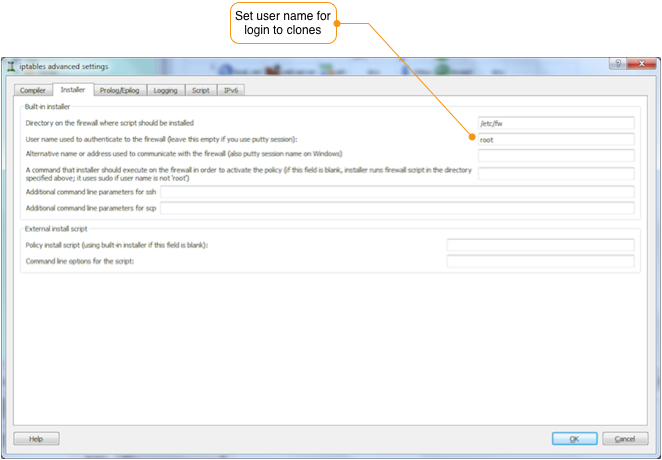 Set user name for
login to clones
iptables advanced settings
Compiler
Installer
Prolog/Epilog
Logging
Script
IPv6
Built-in installer
Directory on the firewall where script should be installed
/etc/fw
User name used to authenticate to the firewall (leave this empty if you use putty session):
root
Alternative name or address used to communicate with the firewall (also putty session name on Windows)
A command that installer should execute on the firewall in order to activate the policy (if this field is blank, installer runs firewall script in the directory
specified above; it uses sudo if user name is not 'root')
Additional command line parameters for ssh
Additional command line parameters for scp
External install script
Policy install script (using built-in installer if this field is blank):
Command line options for the script:
Help
OK
Cancel